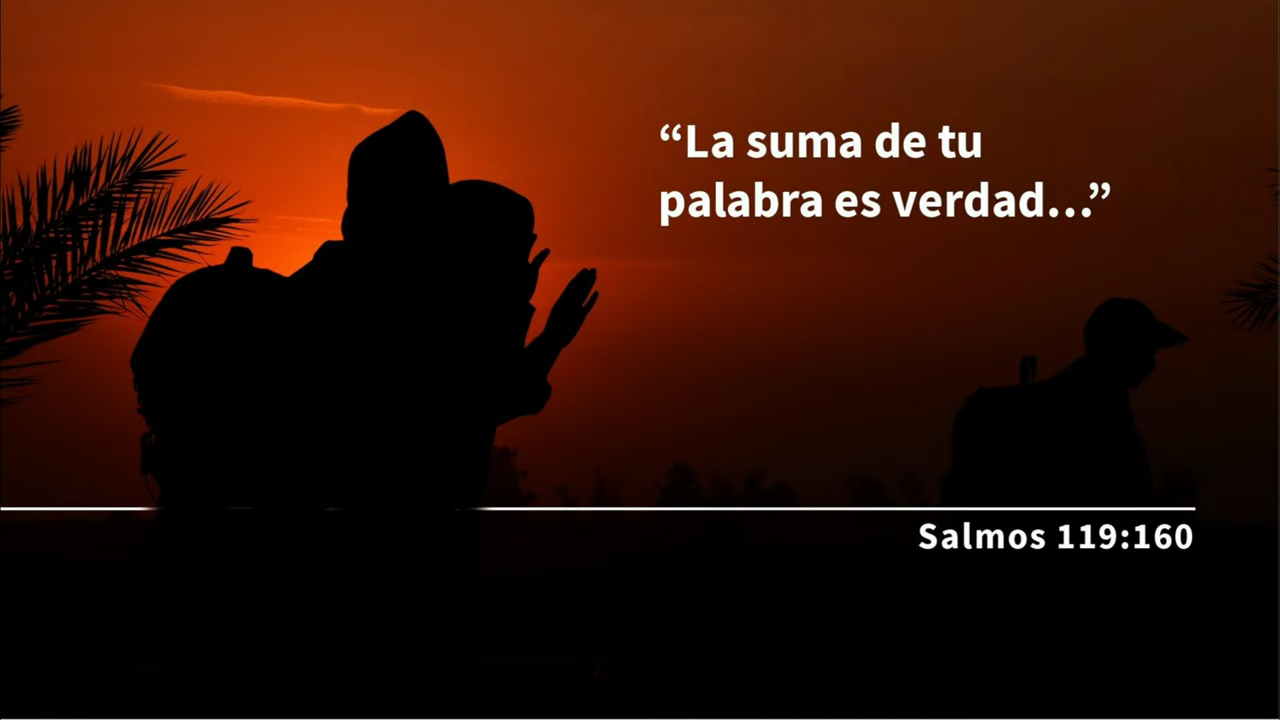 “La suma de tu
palabra es verdad...”
Salmos 119:160